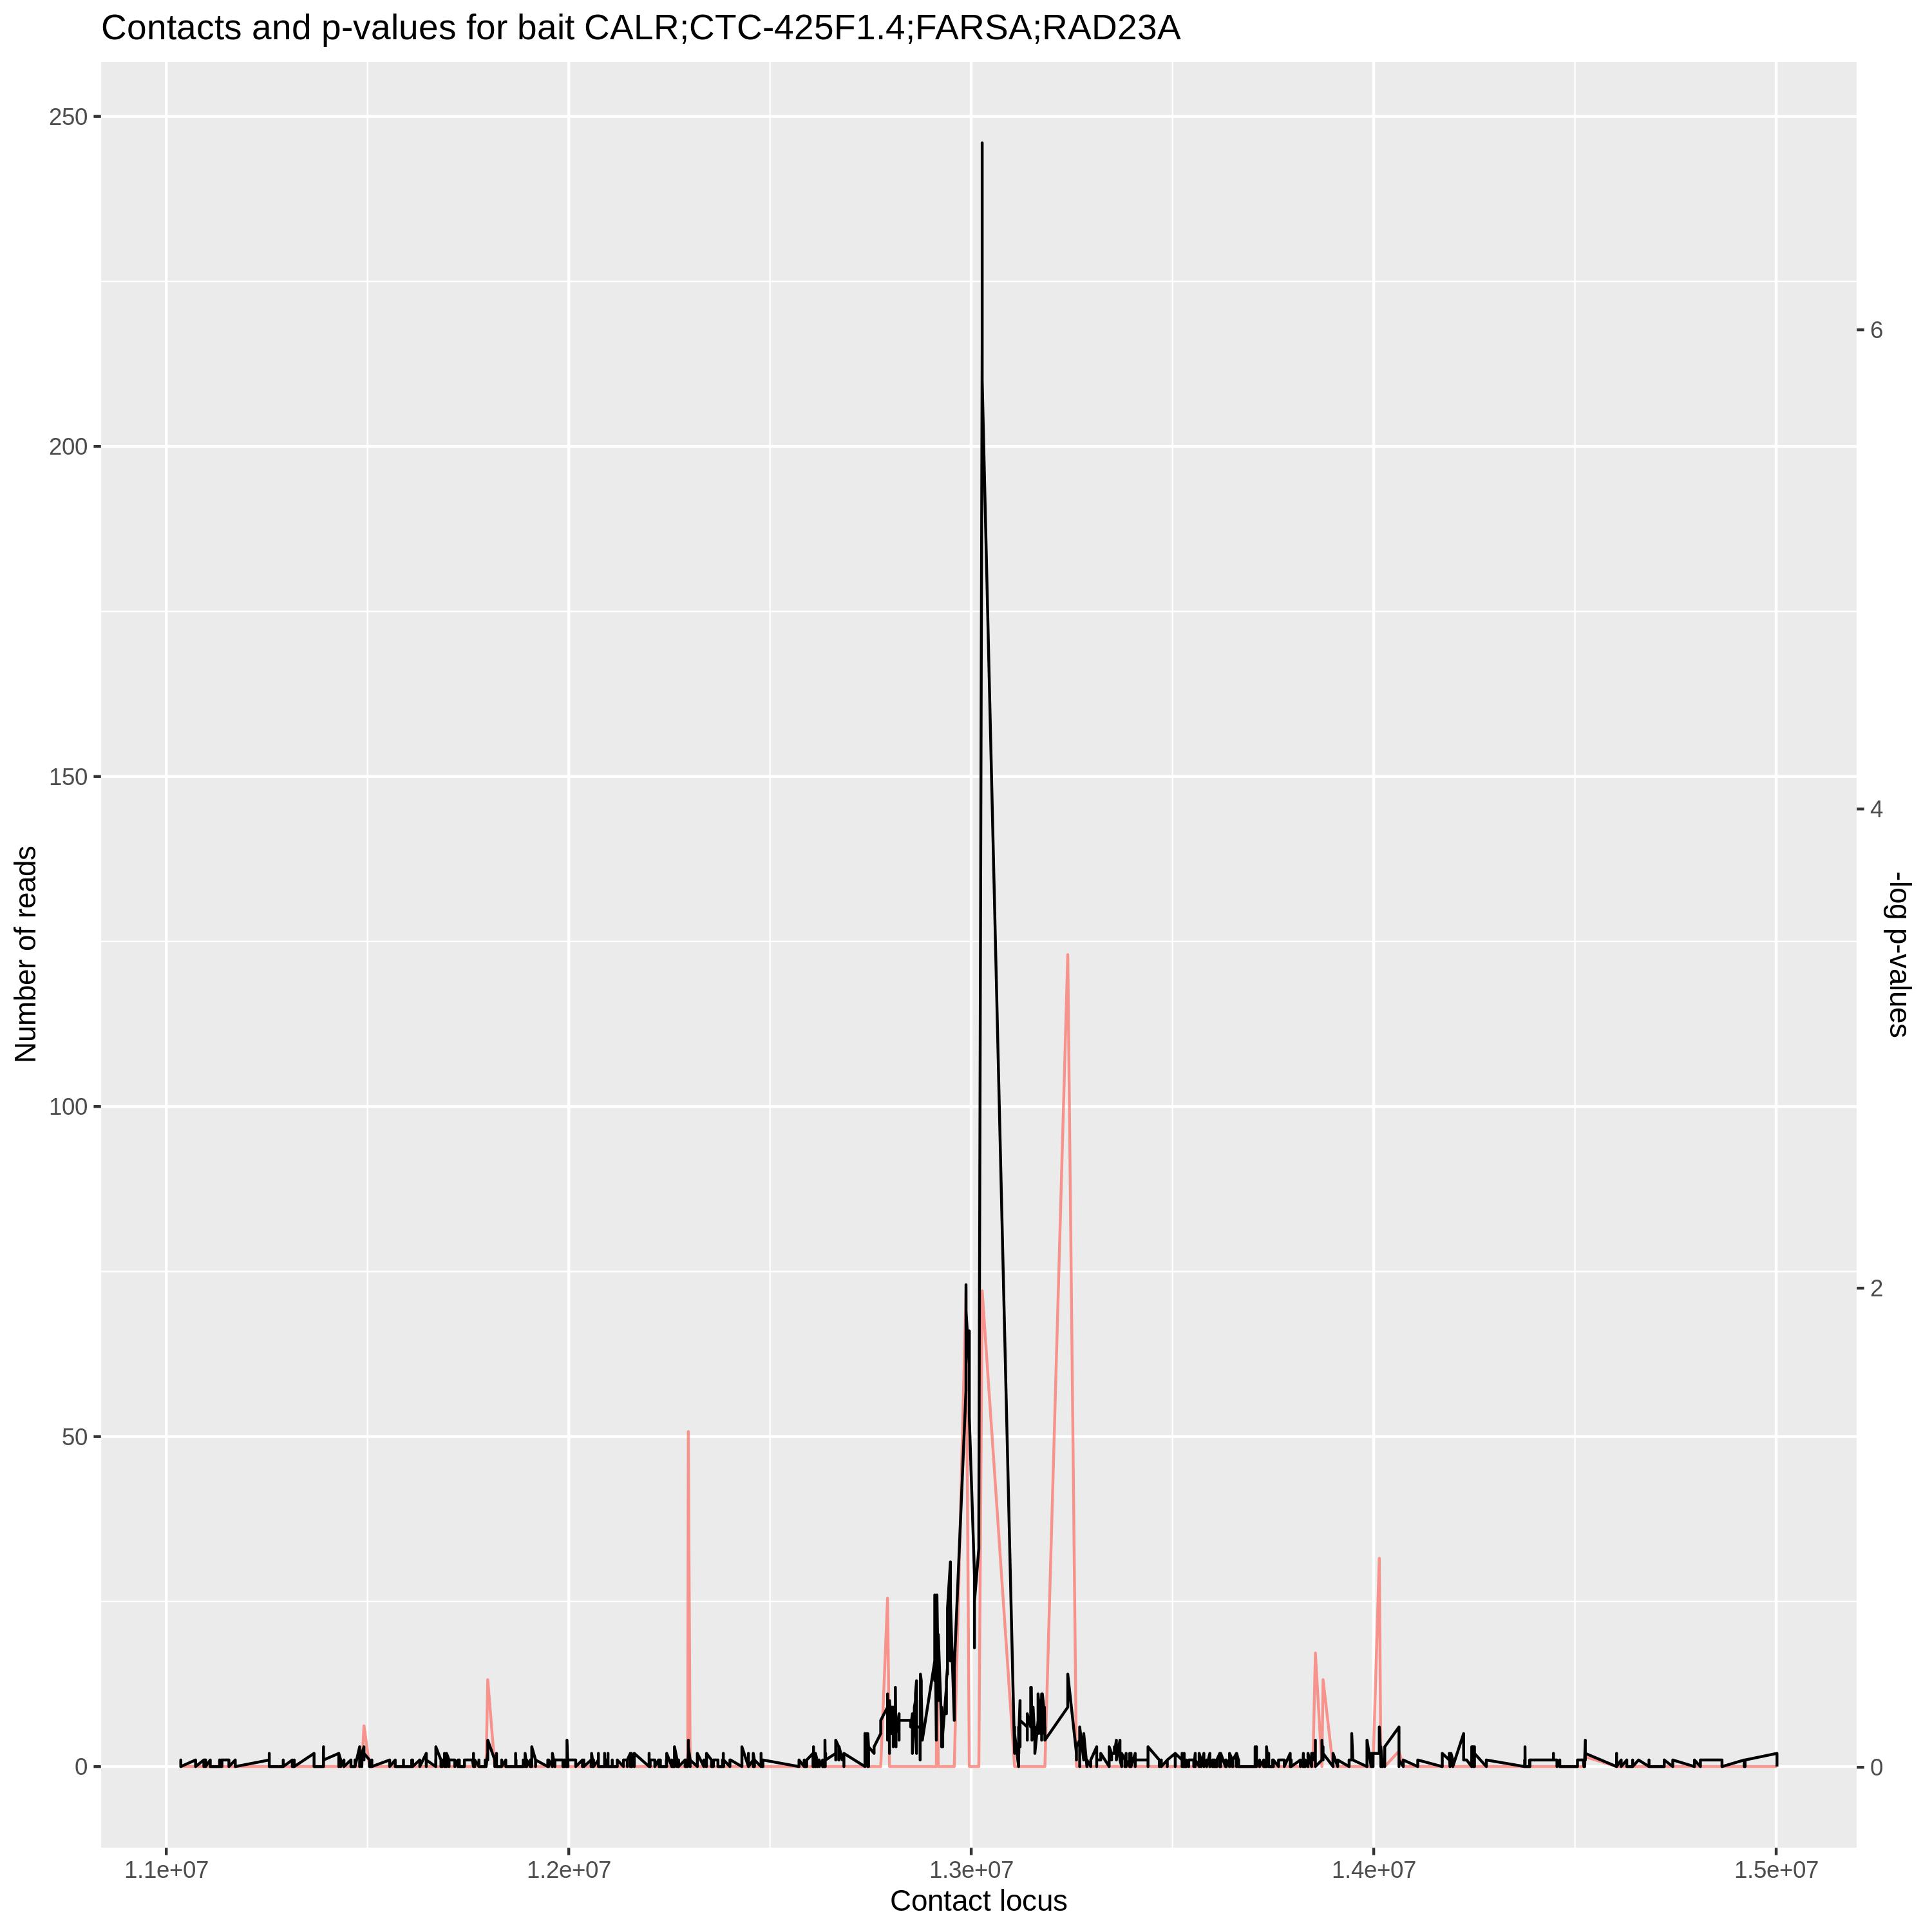 Contacts and p-values for bait CALR;CTC-425F1.4;FARSA;RAD23A
250
200
150
100
50
0
Number of reads
6
4
2
0
-log p-values
1.1e+07
1.2e+07
1.3e+07
1.4e+07
1.5e+07
Contact locus